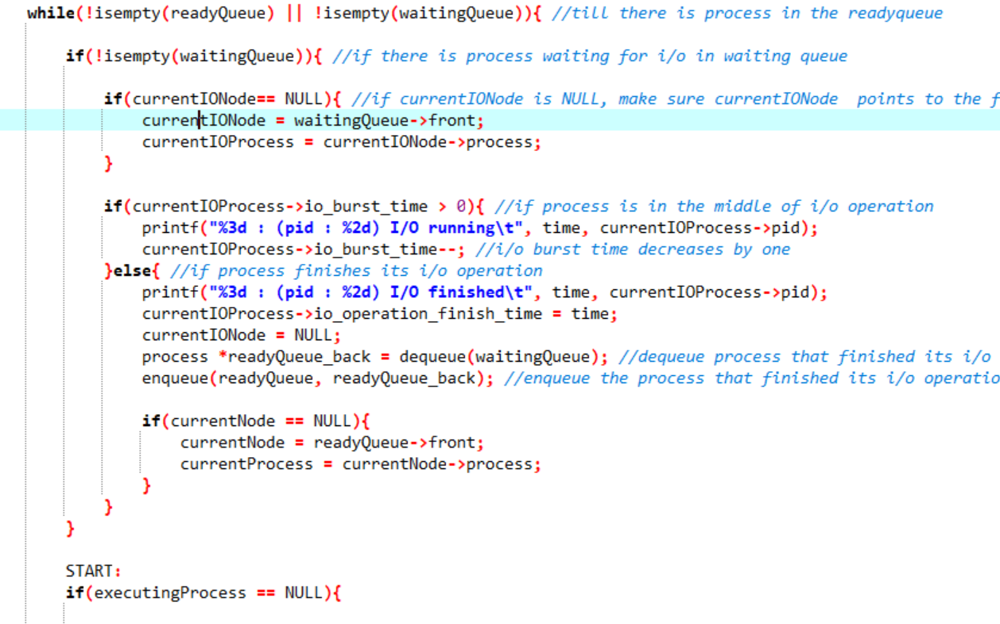 while(!isempty(readyQueue) || !isempty(waitingQueue)){ //till there is process in the readyqueue
if(!isempty(waitingQueue)){ //if there is process waiting for i/o in waiting queue
if(currentIONode== NULL){ //if currentIONode is NULL, make sure currentIONode  points to the f
currentIONode = waitingQueue->front;
currentIOProcess = currentIONode->process;
}
if(currentIOProcess->io_burst_time > 0){ //if process is in the middle of i/o operation
printf("%3d : (pid : %2d) I/O running\t", time, currentIOProcess->pid);
currentIOProcess->io_burst_time--; //i/o burst time decreases by one
}else{ //if process finishes its i/o operation
printf("%3d : (pid : %2d) I/O finished\t", time, currentIOProcess->pid);
currentIOProcess->io_operation_finish_time = time;
currentIONode = NULL;
process *readyQueue_back = dequeue(waitingQueue); //dequeue process that finished its i/o
enqueue(readyQueue, readyQueue_back); //enqueue the process that finished its i/o operatio
if(currentNode == NULL){
currentNode = readyQueue->front;
currentProcess = currentNode->process;
}
}
}
START:
if(executingProcess == NULL){